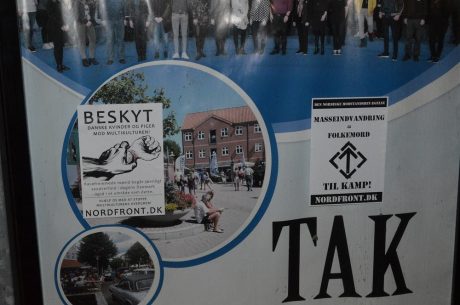 BESKYT
DANSKE KVINDER OG PIGER
MOD MULTIKULTUREN!
NORDFRONT.DK
DEN NORDISKE MODSTANDSBEVÆGELSE
MASSEINDVANDRING
FOLKEMORD
TIL KAMP!
NORDFRONT.DK
TAK